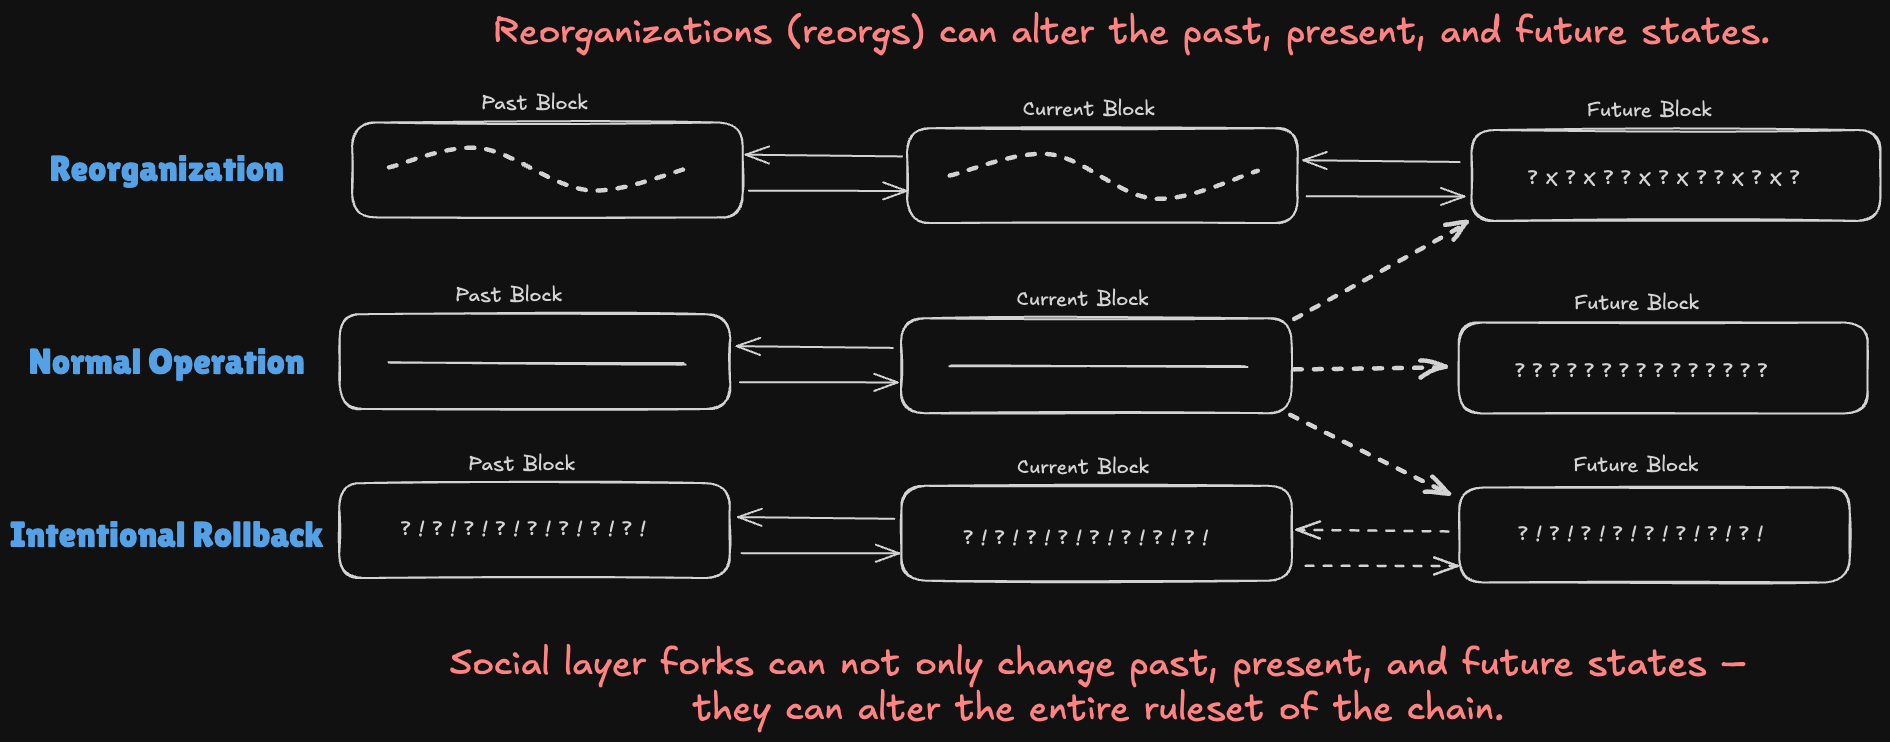 Reorganizations (reorgs) can alter the past, present, and future states.
Past Block
Current Block
Future Block
Reorganization
?x?x??x?x??x?x?
Past Block
Current Block
Future Block
Normal Operation
???????????????
Past Block
Current Block
Future Block
Intentional Rollback
?!?!?!?!?!?!?!?!
?!?!?!?!?!?!?!?!
?!?!?!?!?!?!?!?!
Social layer forks can not only change past, present, and future states —
they can alter the entire ruleset of the chain.